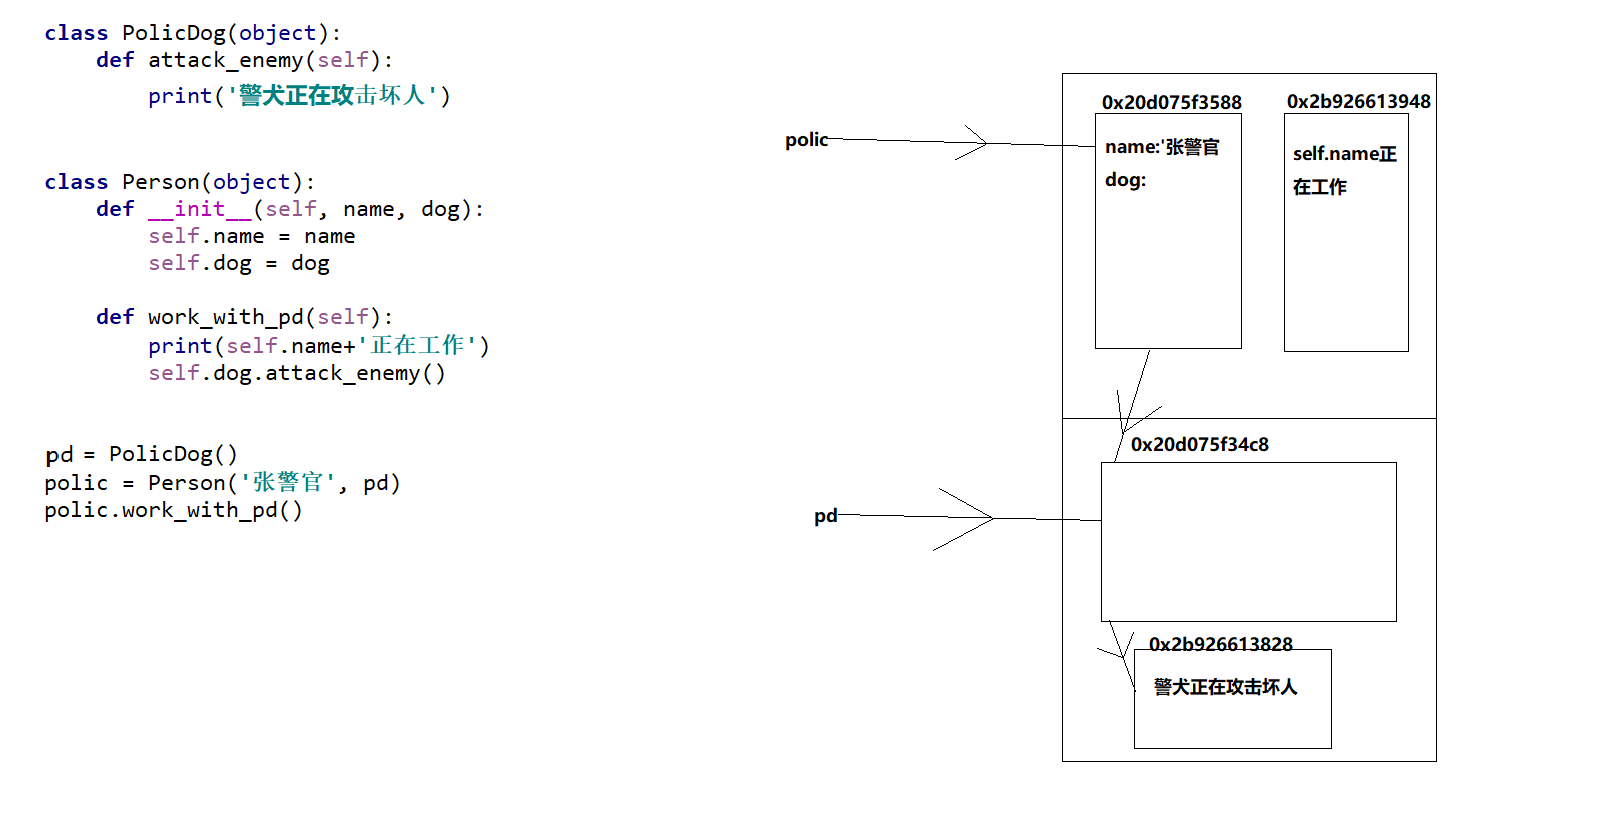 class PolicDog(object):
def attack_enemy(self):
print('警犬正在攻击坏人')
class Person(object):
def __init__(self, name, dog):
self.name = name
self.dog = dog
def work_with_pd(self):
print(self.name+'正在工作')
self.dog.attack_enemy()
pd = PolicDog()
polic = Person('张警官', pd)
polic.work_with_pd()
polic
0x20d075f3588
name:'张警官
dog:
0x2b926613948
self.name正
在工作
pd
0x20d075f34c8
0x2b926613828
警犬正在攻击坏人